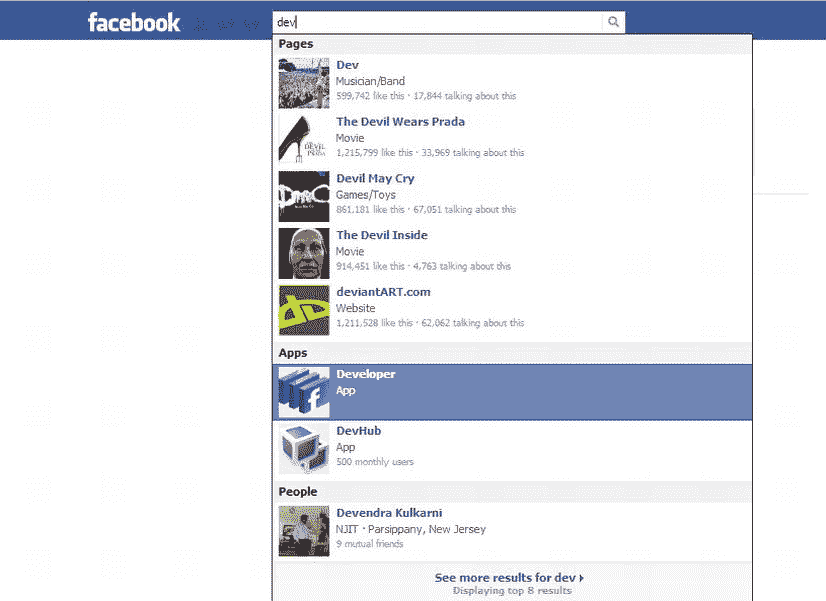 facebook
dev
Pages
Dev
Musician/Band
599,742 like this · 17,844 talking about this
The Devil Wears Prada
Movie
1,215,799 like this · 33,969 talking about this
Devil May Cry
Games/Toys
861,181 like this · 67,051 talking about this
The Devil Inside
Movie
914,451 like this · 4,763 talking about this
deviantART.com
Website
1,211,528 like this · 62,062 talking about this
Apps
Developer
App
DevHub
App
500 monthly users
People
Devendra Kulkarni
NJIT · Parsippany, New Jersey
9 mutual friends
See more results for dev
Displaying top 8 results